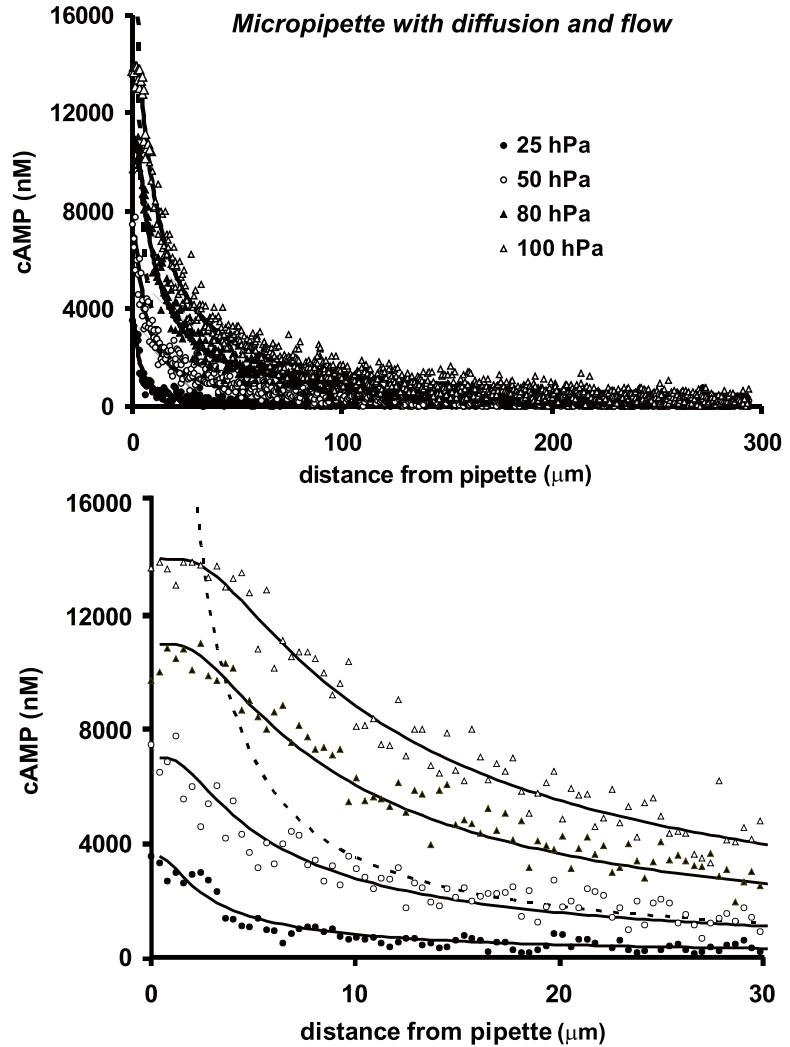 Micropipette with diffusion and flow
16000
12000
8000
4000
0
cAMP (nM)
25 hPa
50 hPa
80 hPa
100 hPa
0
100
200
300
distance from pipette (μm)
16000
12000
8000
4000
0
cAMP (nM)
0
10
20
30
distance from pipette (μm)